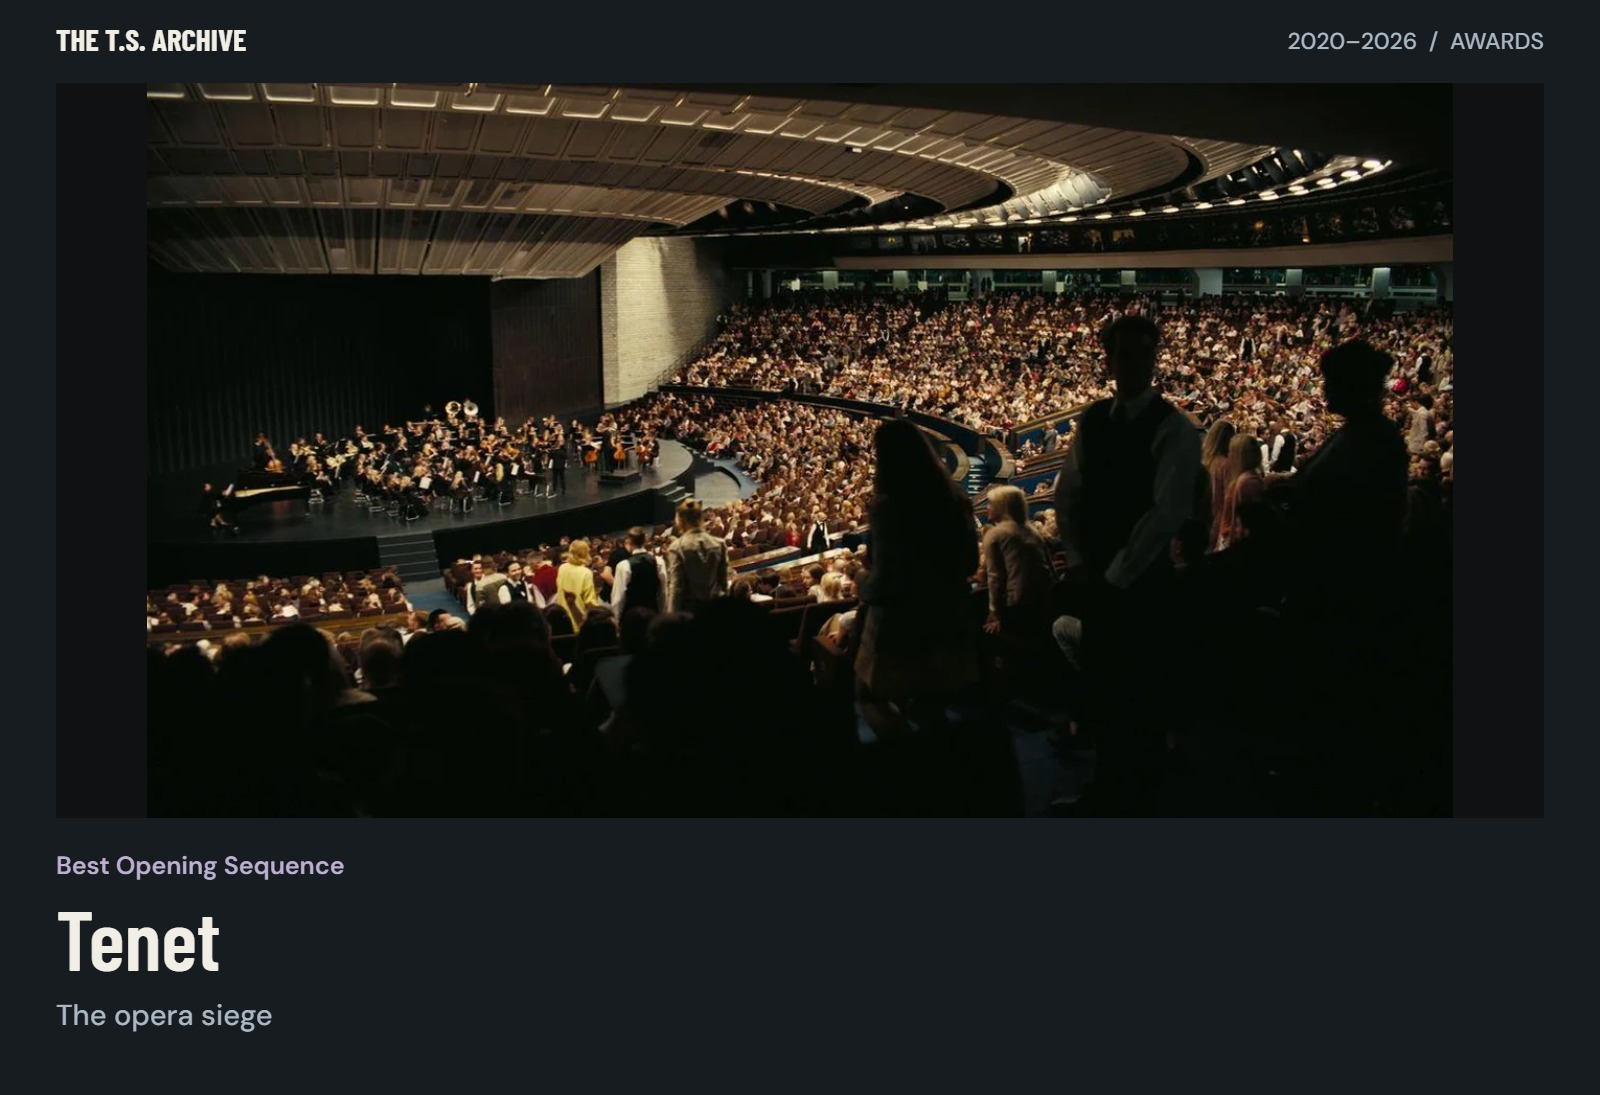 THE T.S. ARCHIVE
2020–2026 / AWARDS
Best Opening Sequence
Tenet
The opera siege